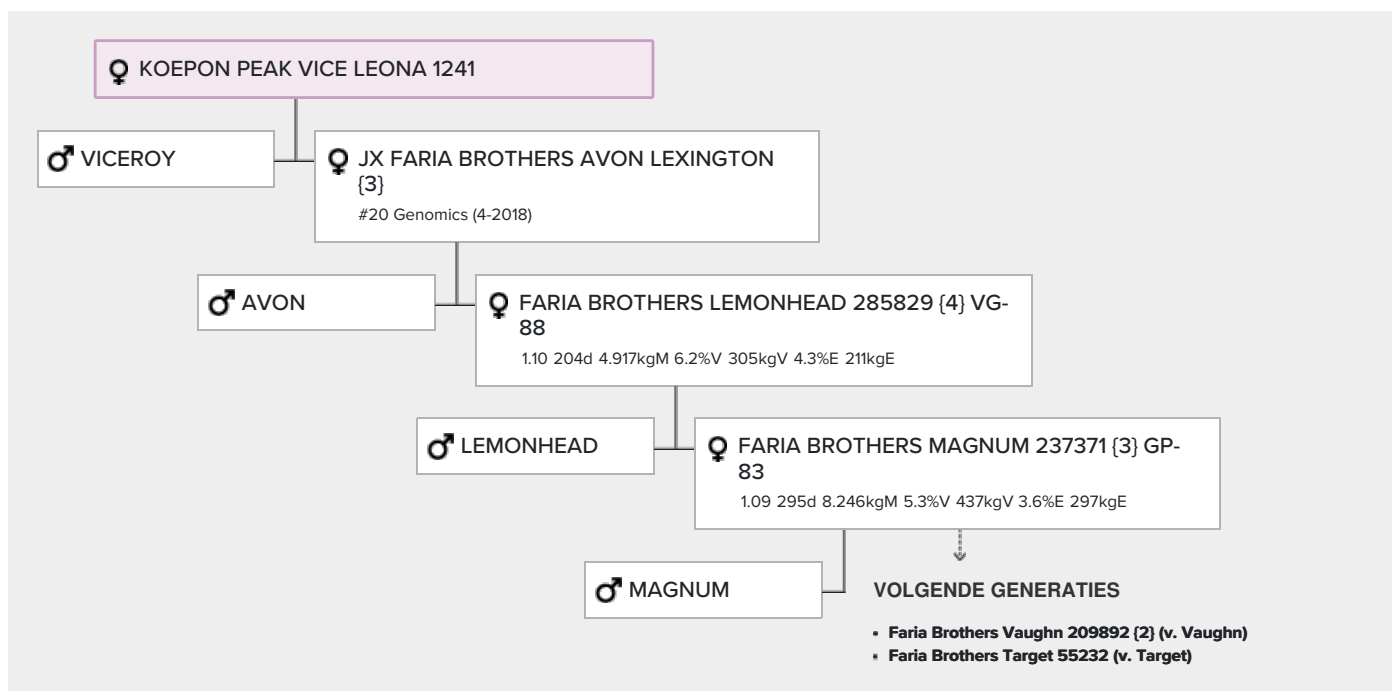 KOEPON PEAK VICE LEONA 1241
VICEROY
JX FARIA BROTHERS AVON LEXINGTON
{3}
#20 Genomics (4-2018)
AVON
FARIA BROTHERS LEMONHEAD 285829 {4} VG-
88
1.10 204d 4.917kgM 6.2%V 305kgV 4.3%E 211kgE
LEMONHEAD
FARIA BROTHERS MAGNUM 237371 {3} GP-
83
1.09 295d 8.246kgM 5.3%V 437kgV 3.6%E 297kgE
MAGNUM
VOLGENDE GENERATIES
Faria Brothers Vaughn 209892 {2} (v. Vaughn)
Faria Brothers Target 55232 (v. Target)